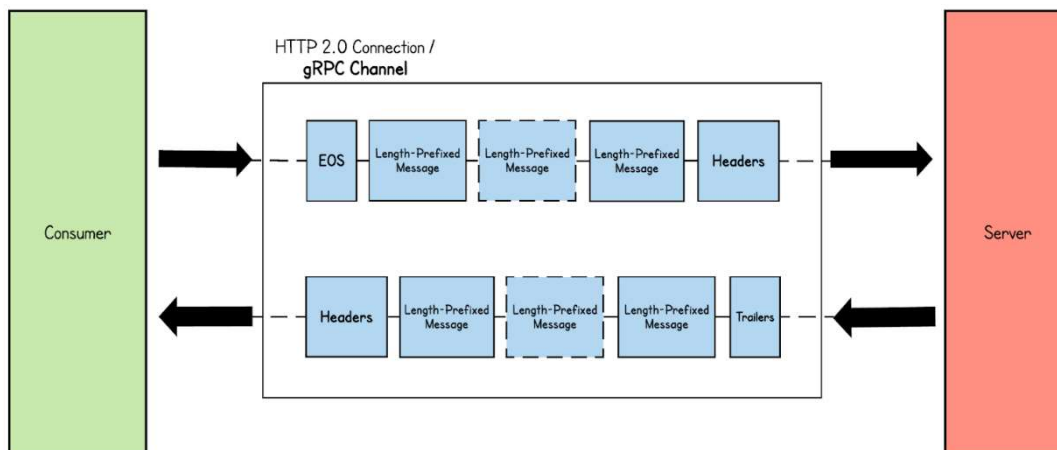 HTTP 2.0 Connection /
gRPC Channel
EOS
Length-Prefixed
Message
Length-Prefixed
Message
Length-Prefixed
Message
Headers
Consumer
Server
Headers
Length-Prefixed
Message
Length-Prefixed
Message
Length-Prefixed
Message
Trailers